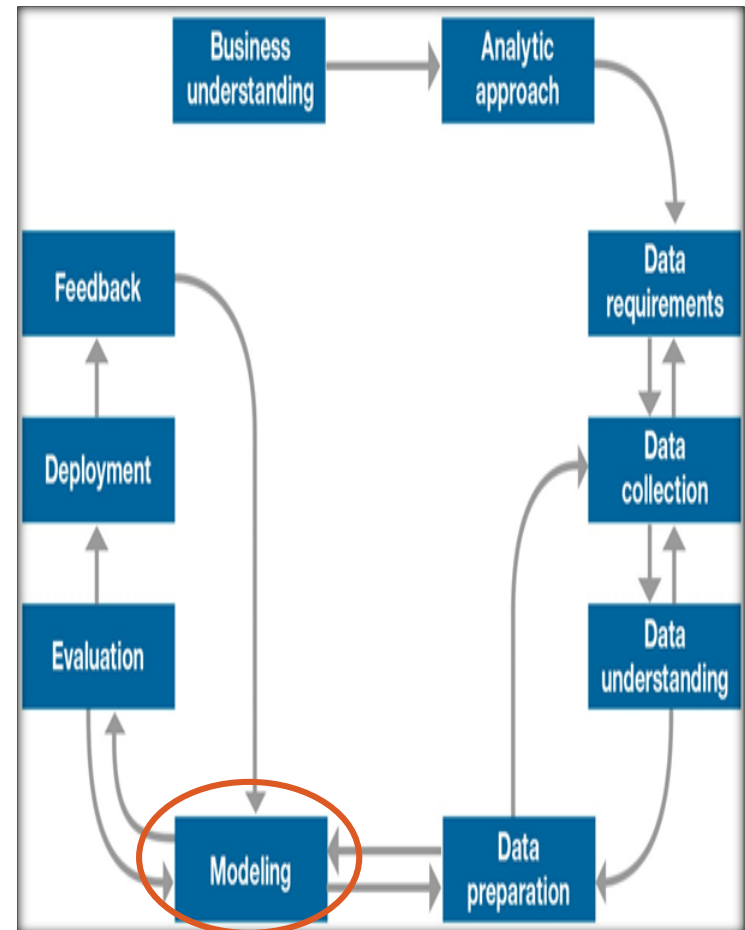 Business
understanding
Analytic
approach
Feedback
Data
requirements
Deployment
Data
collection
Evaluation
Data
understanding
Modeling
Data
preparation